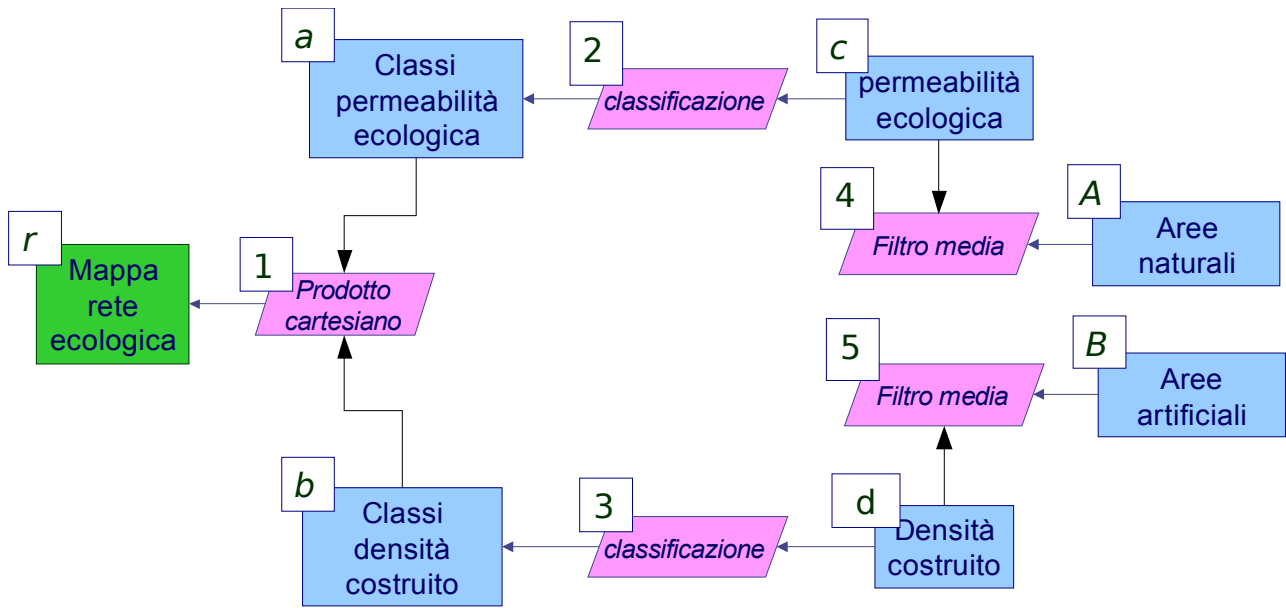 a
Classi
permeabilità
ecologica
2
classificazione
c
permeabilità
ecologica
4
Filtro media
A
Aree
naturali
r
Mappa
rete
ecologica
1
Prodotto
cartesiano
5
Filtro media
B
Aree
artificiali
b
Classi
densità
costruito
3
classificazione
d
Densità
costruito